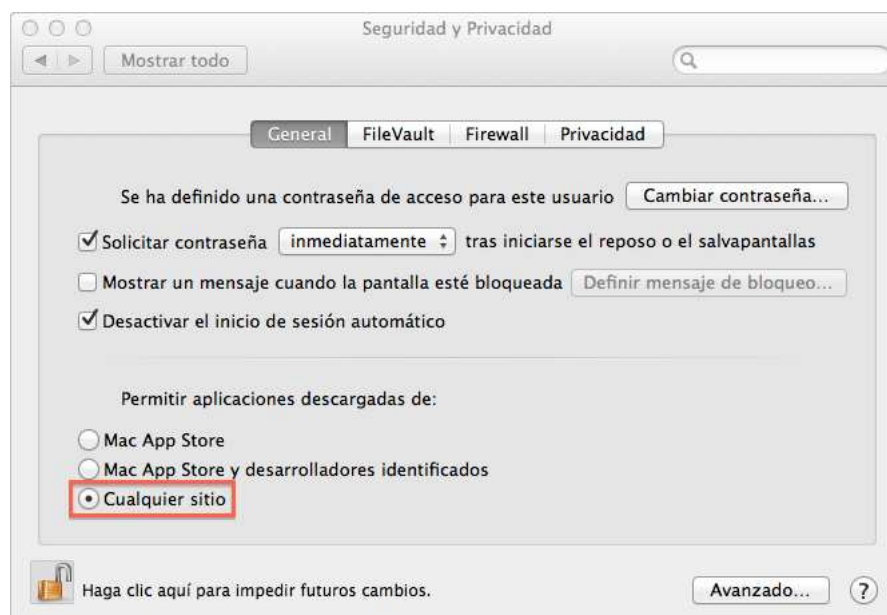 Seguridad y Privacidad
Mostrar todo
General FileVault Firewall Privacidad
Se ha definido una contraseña de acceso para este usuario Cambiar contraseña...
Solicitar contraseña inmediatamente tras iniciarse el reposo o el salvapantallas
Mostrar un mensaje cuando la pantalla esté bloqueada Definir mensaje de bloqueo...
Desactivar el inicio de sesión automático
Permitir aplicaciones descargadas de:
Mac App Store
Mac App Store y desarrolladores identificados
Cualquier sitio
Haga clic aquí para impedir futuros cambios. Avanzado... ?